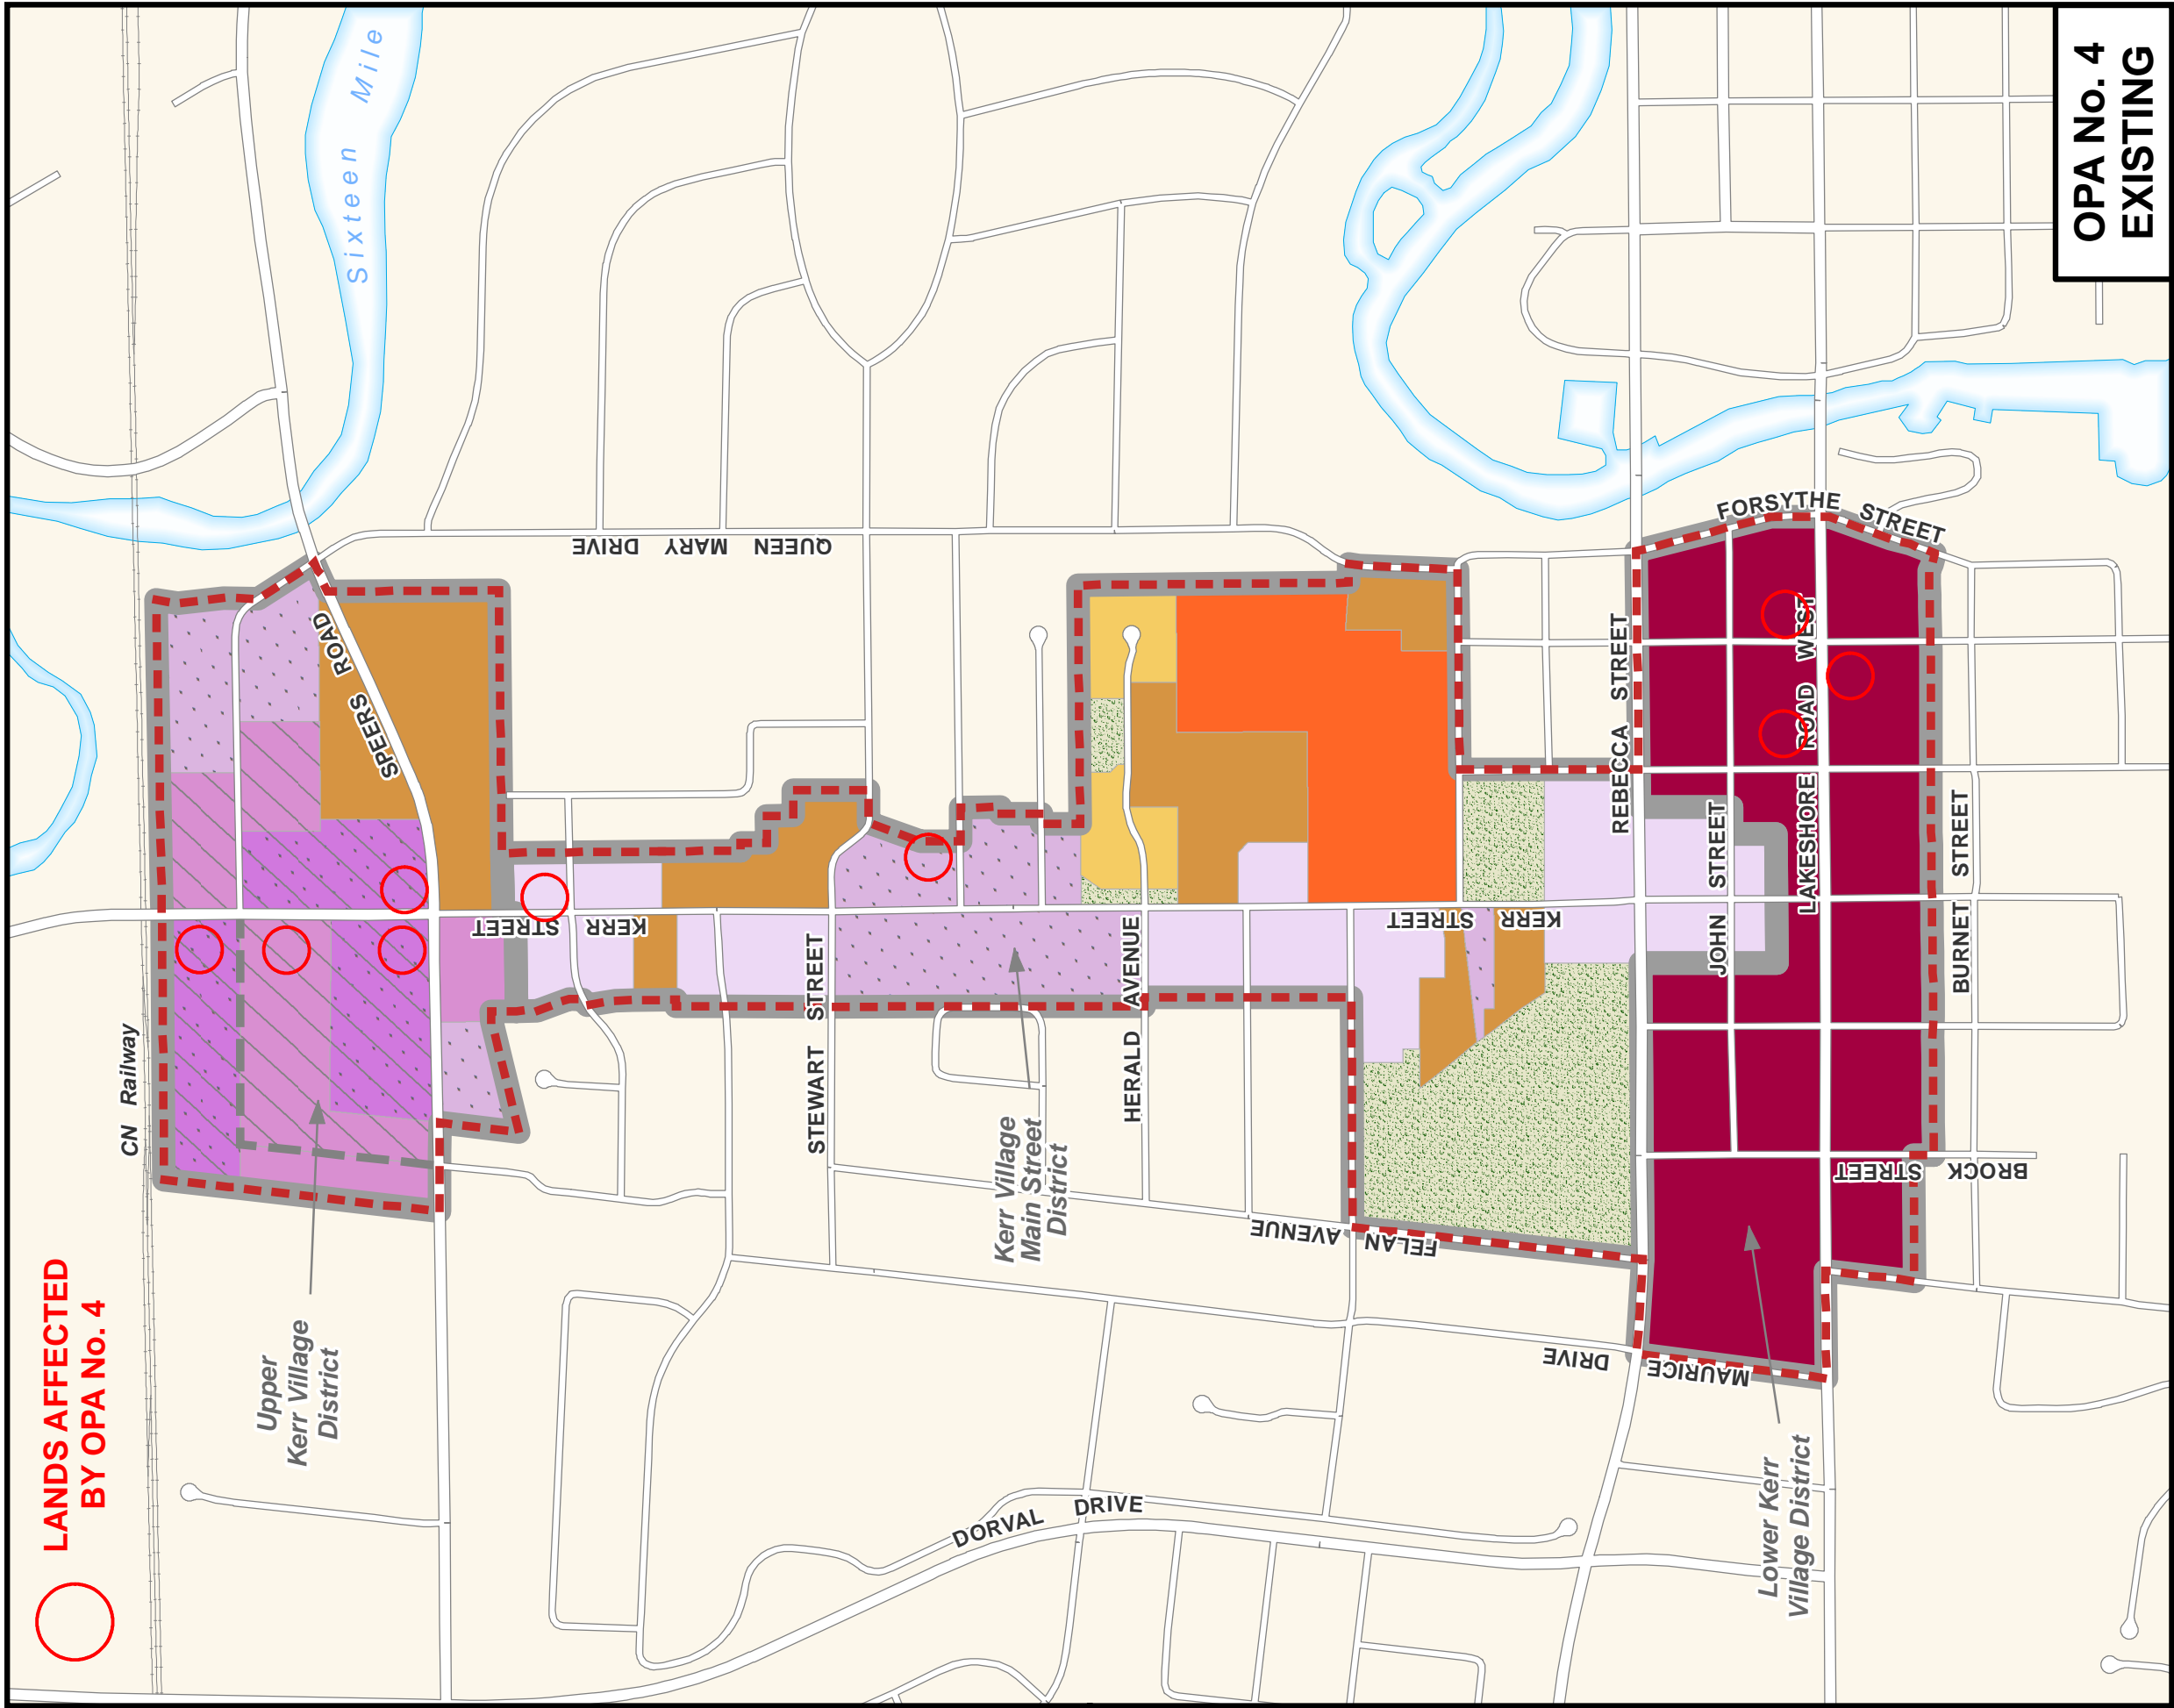 OPA No. 4
EXISTING
LANDS AFFECTED
BY OPA No. 4
Sixteen Mile
CN Railway
SPEERS ROAD
QUEEN MARY DRIVE
KERR STREET
STEWART STREET
HERALD AVENUE
KERR STREET
REBECCA STREET
FORSYTHE STREET
LAKESHORE ROAD WEST
JOHN STREET
BURNET STREET
BROCK STREET
FELAN AVENUE
MAURICE DRIVE
DORVAL DRIVE
Upper
Kerr Village
District
Kerr Village
Main Street
District
Lower Kerr
Village District